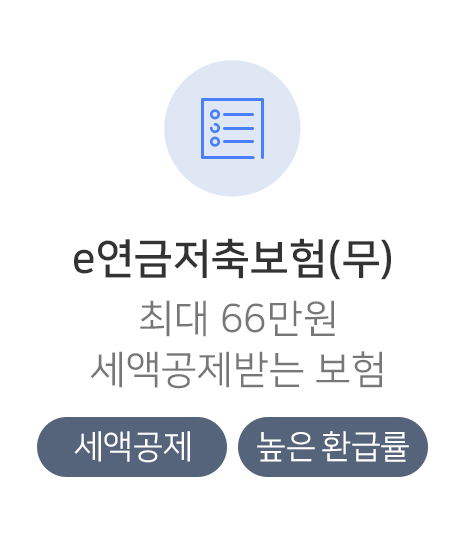 e연금저축보험(무)
최대 66만원
세액공제받는 보험
세액공제
높은 환급률